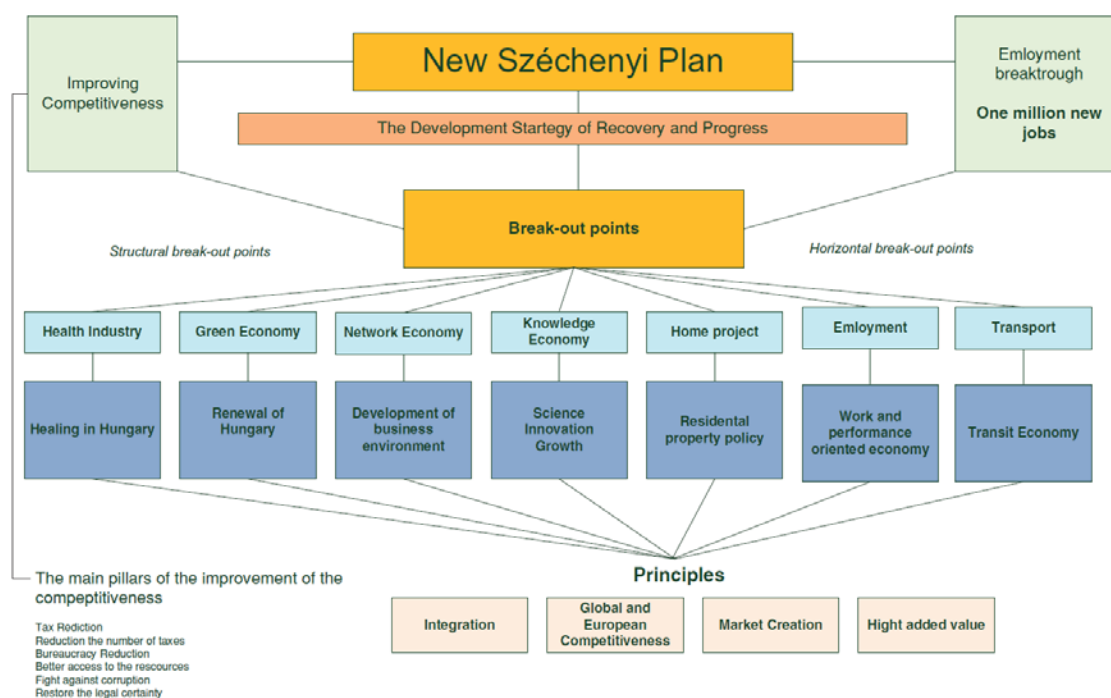 New Széchenyi Plan
Improving
Competitiveness
Emloyment
breaktrough
One million new
jobs
The Development Startegy of Recovery and Progress
Break-out points
Structural break-out points
Horizontal break-out points
Health Industry
Green Economy
Network Economy
Knowledge
Economy
Home project
Emloyment
Transport
Healing in Hungary
Renewal of
Hungary
Development of
business
environment
Science
Innovation
Growth
Residental
property policy
Work and
performance
oriented economy
Transit Economy
Principles
The main pillars of the improvement of the
compeptitiveness
Tax Rediction
Reduction the number of taxes
Bureaucracy Reduction
Better access to the rescources
Fight against corruption
Restore the legal certainty
Integration
Global and
European
Competitiveness
Market Creation
Hight added value